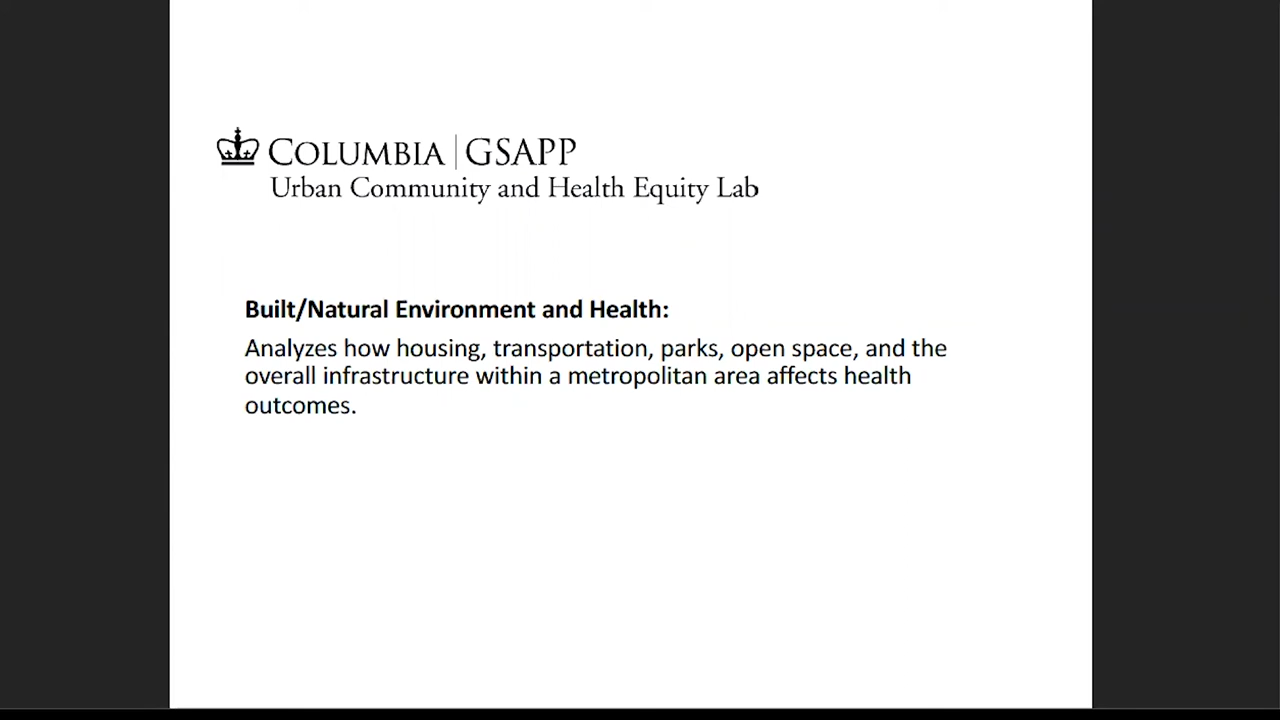 COLUMBIA | GSAPP
Urban Community and Health Equity Lab
Built/Natural Environment and Health:
Analyzes how housing, transportation, parks, open space, and the
overall infrastructure within a metropolitan area affects health
outcomes.